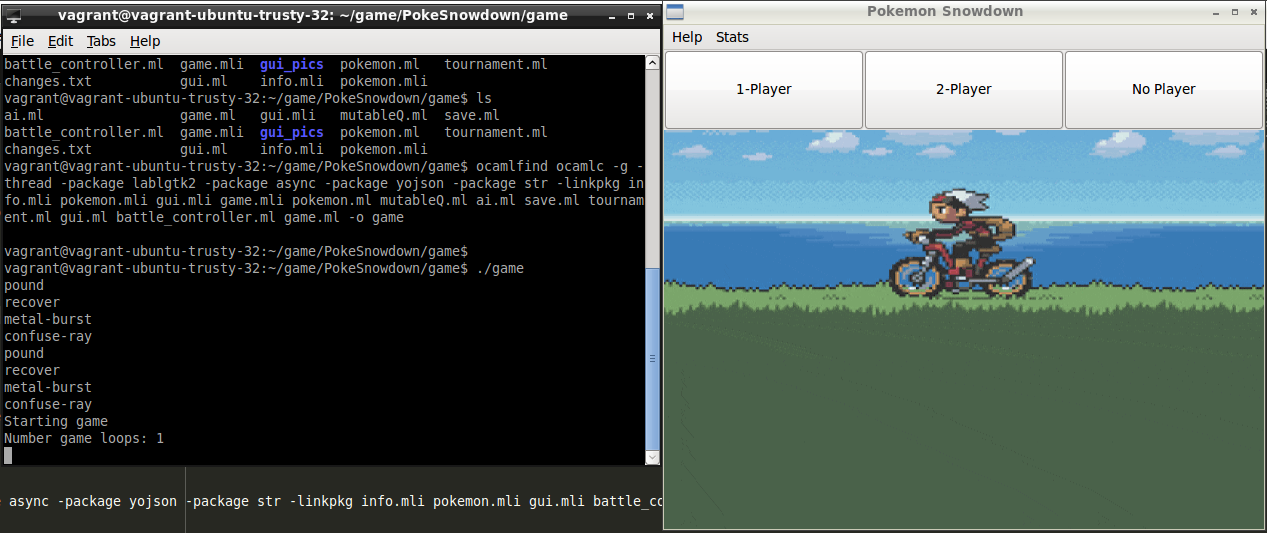 vagrant@vagrant-ubuntu-trusty-32: ~/game/PokeSnowdown/game
File Edit Tabs Help
battle_controller.ml game.mli gui_pics pokemon.ml tournament.ml
changes.txt gui.ml info.mli pokemon.mli
vagrant@vagrant-ubuntu-trusty-32:~/game/PokeSnowdown/game$ ls
ai.ml game.ml gui.mli mutableQ.ml save.ml
battle_controller.ml game.mli gui_pics pokemon.ml tournament.ml
changes.txt gui.ml info.mli pokemon.mli
vagrant@vagrant-ubuntu-trusty-32:~/game/PokeSnowdown/game$ ocamlfind ocamlc -g -
thread -package lablgtk2 -package async -package yojson -package str -linkpkg in
fo.mli pokemon.mli gui.mli game.mli pokemon.ml mutableQ.ml ai.ml save.ml tournam
ent.ml gui.ml battle_controller.ml game.ml -o game
vagrant@vagrant-ubuntu-trusty-32:~/game/PokeSnowdown/game$
vagrant@vagrant-ubuntu-trusty-32:~/game/PokeSnowdown/game$ ./game
pound
recover
metal-burst
confuse-ray
pound
recover
metal-burst
confuse-ray
Starting game
Number game loops: 1
async -package yojson -package str -linkpkg info.mli pokemon.mli gui.mli battle_co
Pokemon Snowdown
Help Stats
1-Player 2-Player No Player